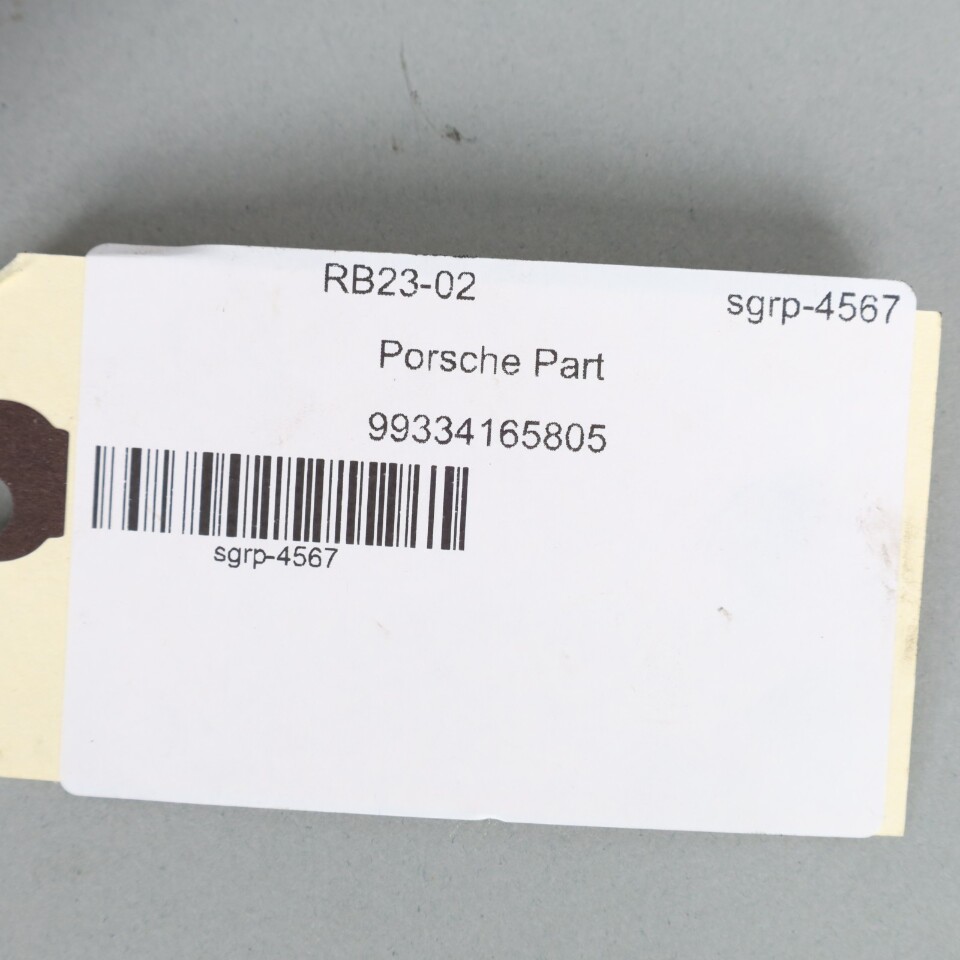 RB23-02
sgrp-4567
Porsche Part
99334165805
sgrp-4567